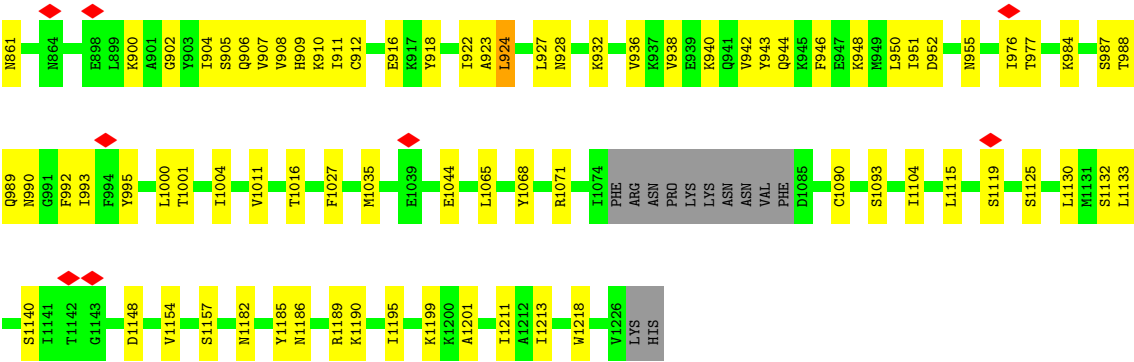 N861 N864 E898 L899 K900 A901 G902 Y903 I904 S905 Q906 V907 V908 H909 K910 I911 C912 E916 K917 Y918 I922 A923 L924 L927 N928 K932 V936 K937 V938 E939 K940 Q941 V942 Y943 Q944 K945 F946 E947 K948 M949 L950 I951 D952 N955 I976 T977 K984 S987 T988
Q989 N990 G991 F992 I993 F994 Y995 L1000 T1001 I1004 V1011 T1016 F1027 M1035 E1039 E1044 L1065 Y1068 R1071 I1074 PHE ARG ASN PRO LYS LYS ASN ASN VAL PHE D1085 C1090 S1093 I1104 L1115 S1119 S1125 L1130 M1131 S1132 L1133
S1140 I1141 T1142 G1143 D1148 V1154 S1157 N1182 Y1185 N1186 R1189 K1190 I1195 K1199 K1200 A1201 I1211 A1212 I1213 W1218 V1226 LYS HIS